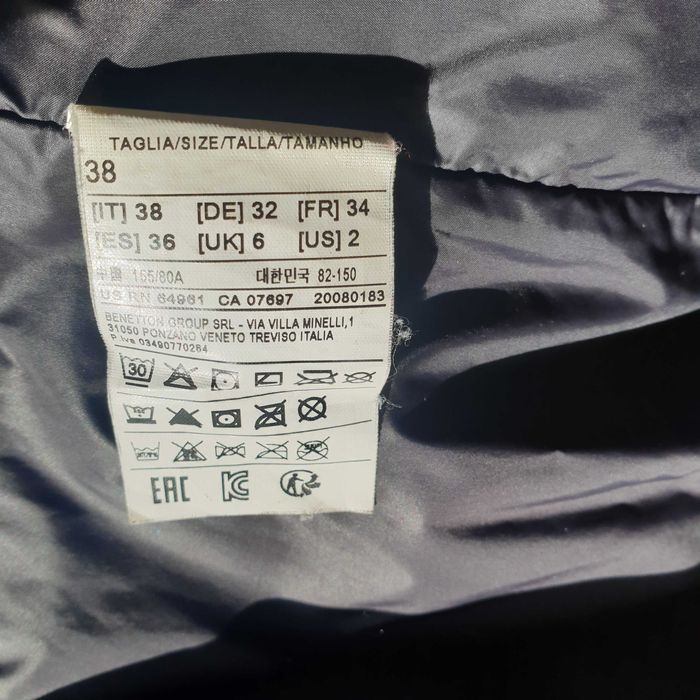 TAGLIA/SIZE/TALLA/TAMANHO
38
[IT] 38 [DE] 32 [FR] 34
[ES] 36 [UK] 6 [US] 2
中国 165/80A 대한민국 82-150
US RN 64961 CA 07697 20080183
BENETTON GROUP SRL - VIA VILLA MINELLI,1
31050 PONZANO VENETO TREVISO ITALIA
P.Iva 03490770264
30
EAC